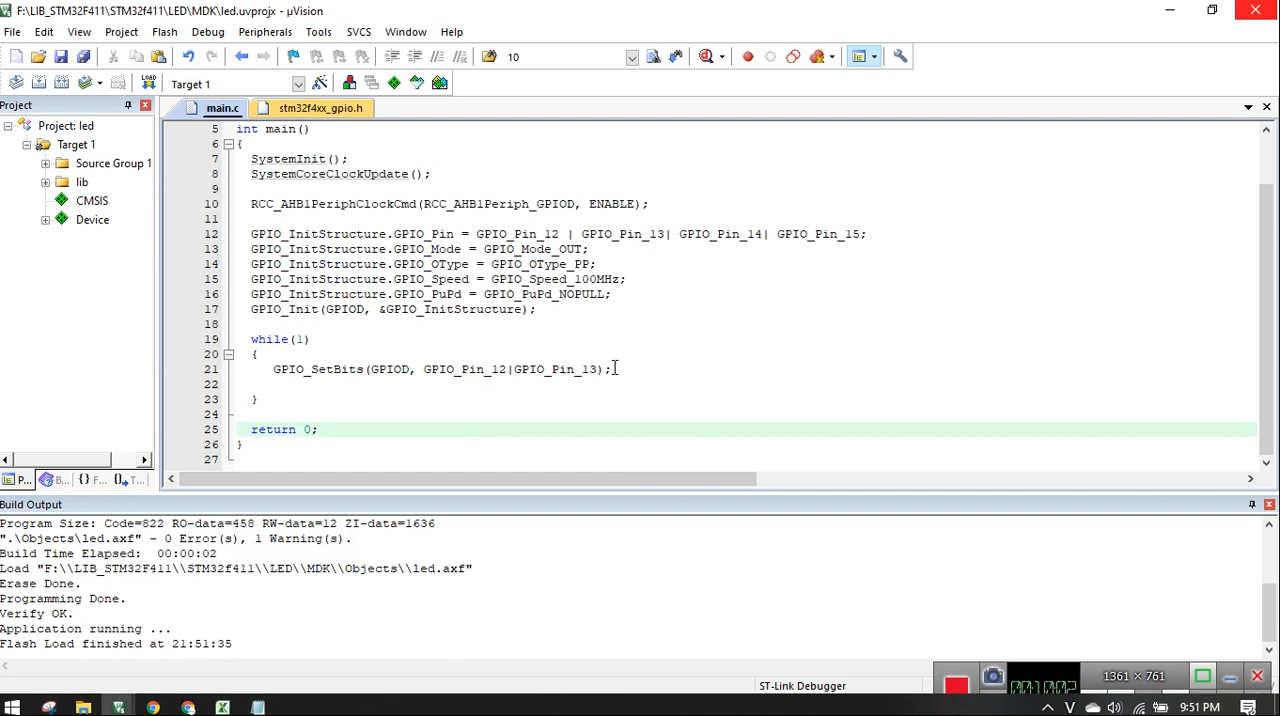 F:\LIB_STM32F411\STM32f411\LED\MDK\led.uvprojx - µVision
File Edit View Project Flash Debug Peripherals Tools SVCS Window Help
10
LOAD Target 1
Project
main.c stm32f4xx_gpio.h
Project: led
Target 1
Source Group 1
lib
CMSIS
Device
5 int main()
6 {
7 SystemInit();
8 SystemCoreClockUpdate();
9
10 RCC_AHB1PeriphClockCmd(RCC_AHB1Periph_GPIOD, ENABLE);
11
12 GPIO_InitStructure.GPIO_Pin = GPIO_Pin_12 | GPIO_Pin_13| GPIO_Pin_14| GPIO_Pin_15;
13 GPIO_InitStructure.GPIO_Mode = GPIO_Mode_OUT;
14 GPIO_InitStructure.GPIO_OType = GPIO_OType_PP;
15 GPIO_InitStructure.GPIO_Speed = GPIO_Speed_100MHz;
16 GPIO_InitStructure.GPIO_PuPd = GPIO_PuPd_NOPULL;
17 GPIO_Init(GPIOD, &GPIO_InitStructure);
18
19 while(1)
20 {
21 GPIO_SetBits(GPIOD, GPIO_Pin_12|GPIO_Pin_13);
22
23 }
24
25 return 0;
26 }
27
P... B... {} F... T...
Build Output
Program Size: Code=822 RO-data=458 RW-data=12 ZI-data=1636
".\Objects\led.axf" - 0 Error(s), 1 Warning(s).
Build Time Elapsed: 00:00:02
Load "F:\\LIB_STM32F411\\STM32f411\\LED\\MDK\\Objects\\led.axf"
Erase Done.
Programming Done.
Verify OK.
Application running ...
Flash Load finished at 21:51:35
1361 × 761
ST-Link Debugger
V 9:51 PM